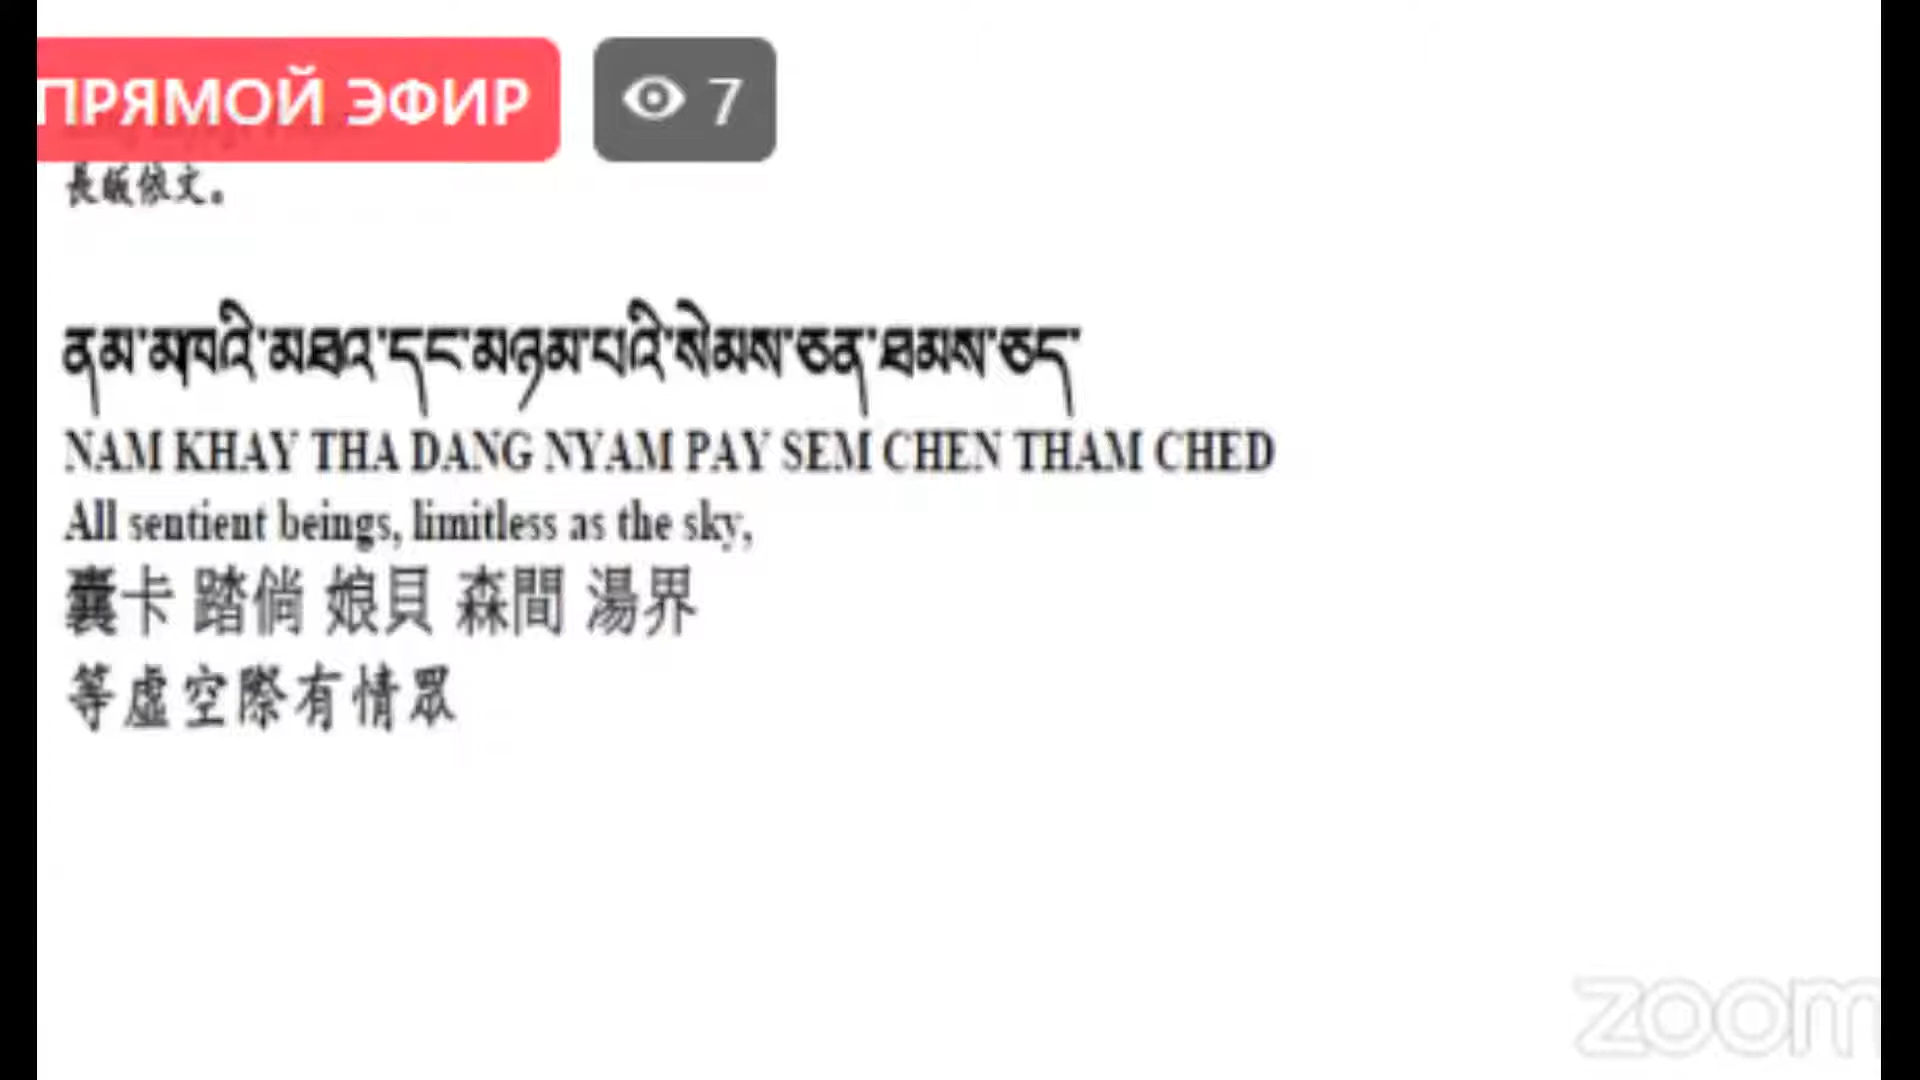 ПРЯМОЙ ЭФИР 7
長皈依文。
ནམ་མཁའི་མཐའ་དང་མཉམ་པའི་སེམས་ཅན་ཐམས་ཅད་
NAM KHAY THA DANG NYAM PAY SEM CHEN THAM CHED
All sentient beings, limitless as the sky,
囊卡 踏倘 娘貝 森間 湯界
等虛空際有情眾
zoom